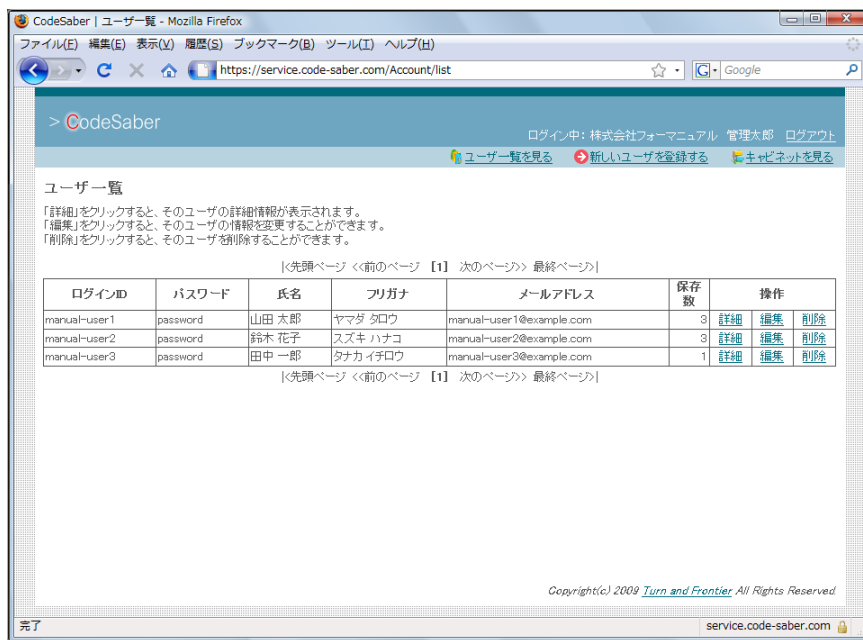 CodeSaber | ユーザ一覧 - Mozilla Firefox
ファイル(F) 編集(E) 表示(V) 履歴(S) ブックマーク(B) ツール(T) ヘルプ(H)
https://service.code-saber.com/Account/list Google
> CodeSaber
ログイン中: 株式会社フォーマニュアル 管理太郎 ログアウト
ユーザ一覧を見る 新しいユーザを登録する キャビネットを見る
ユーザ一覧
「詳細」をクリックすると、そのユーザの詳細情報が表示されます。
「編集」をクリックすると、そのユーザの情報を変更することができます。
「削除」をクリックすると、そのユーザを削除することができます。
|<先頭ページ <<前のページ [1] 次のページ>> 最終ページ>|
ログインID パスワード 氏名 フリガナ メールアドレス 保存数 操作
manual-user1 password 山田 太郎 ヤマダ タロウ manual-user1@example.com 3 詳細 編集 削除
manual-user2 password 鈴木 花子 スズキ ハナコ manual-user2@example.com 3 詳細 編集 削除
manual-user3 password 田中 一郎 タナカ イチロウ manual-user3@example.com 1 詳細 編集 削除
|<先頭ページ <<前のページ [1] 次のページ>> 最終ページ>|
Copyright(c) 2009 Turn and Frontier All Rights Reserved.
完了 service.code-saber.com